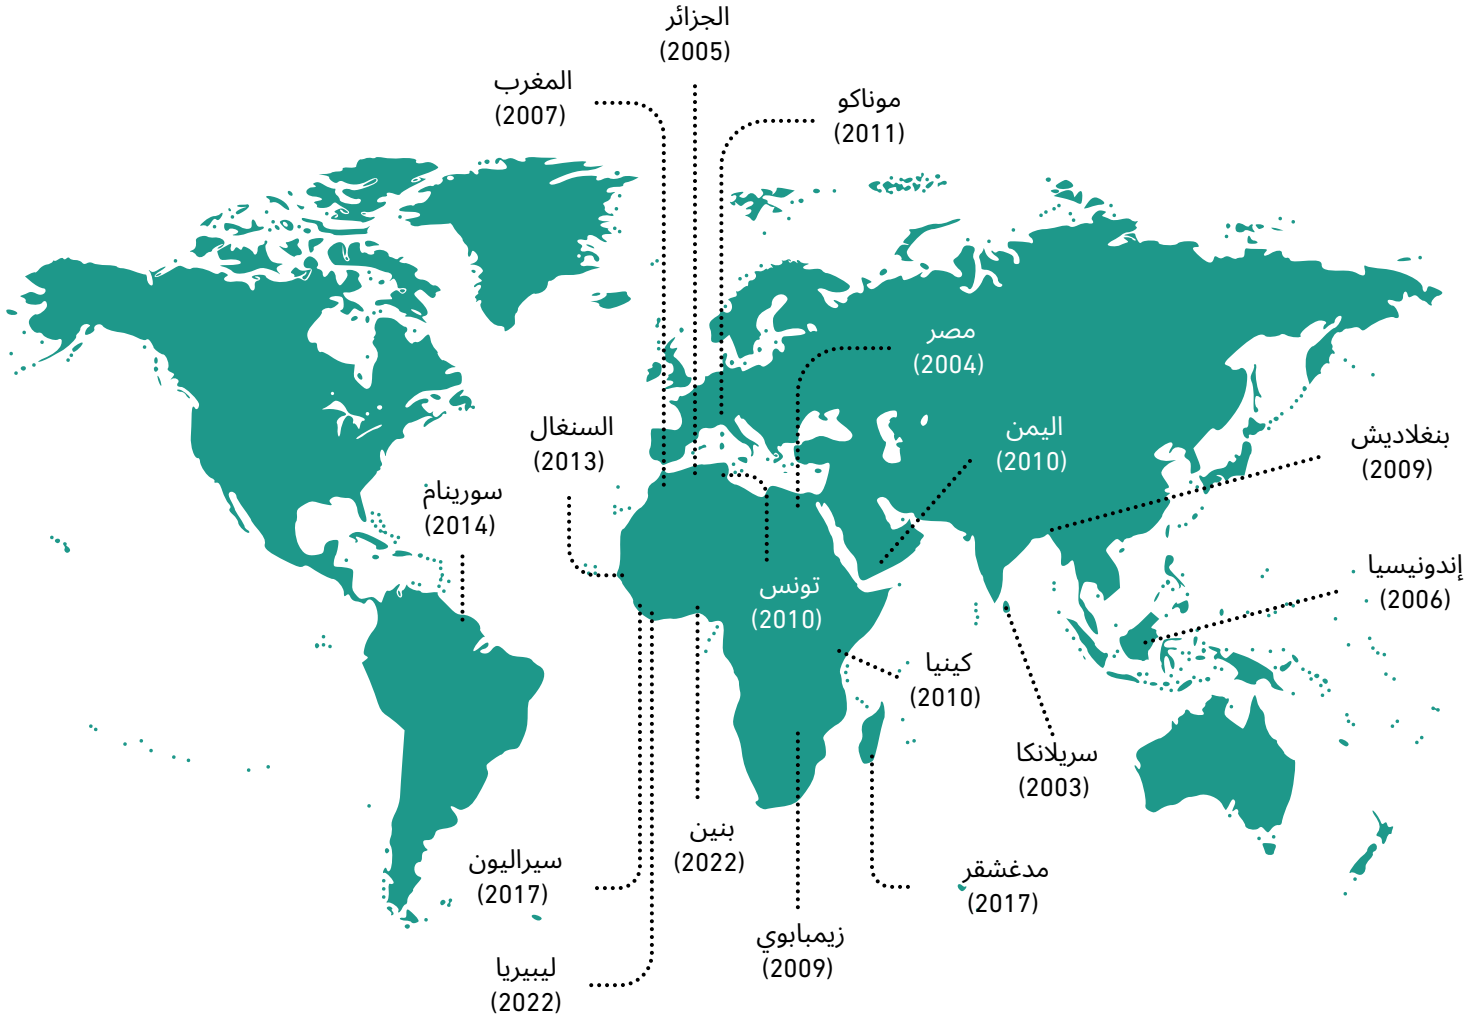 الجزائر
(2005)
المغرب
(2007)
موناكو
(2011)
مصر
(2004)
اليمن
(2010)
بنغلاديش
(2009)
السنغال
(2013)
سورينام
(2014)
إندونيسيا
(2006)
تونس
(2010)
كينيا
(2010)
سريلانكا
(2003)
بنين
(2022)
سيراليون
(2017)
مدغشقر
(2017)
زيمبابوي
(2009)
ليبيريا
(2022)